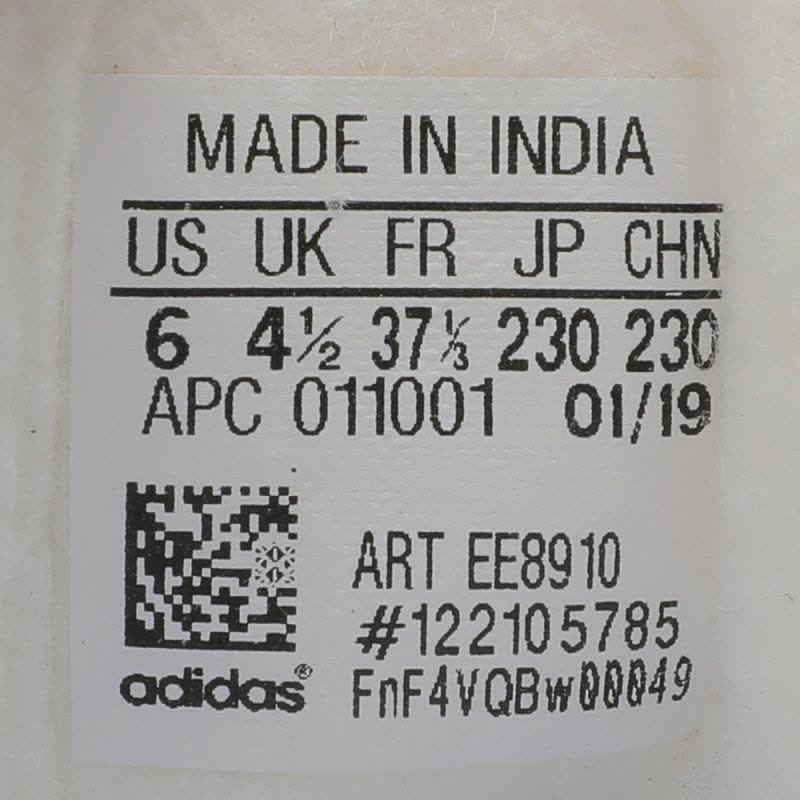 MADE IN INDIA
US UK FR JP CHN
6 4½ 37⅓ 230 230
APC 011001 01/19
ART EE8910
#122105785
adidas® FnF4VQBw00049